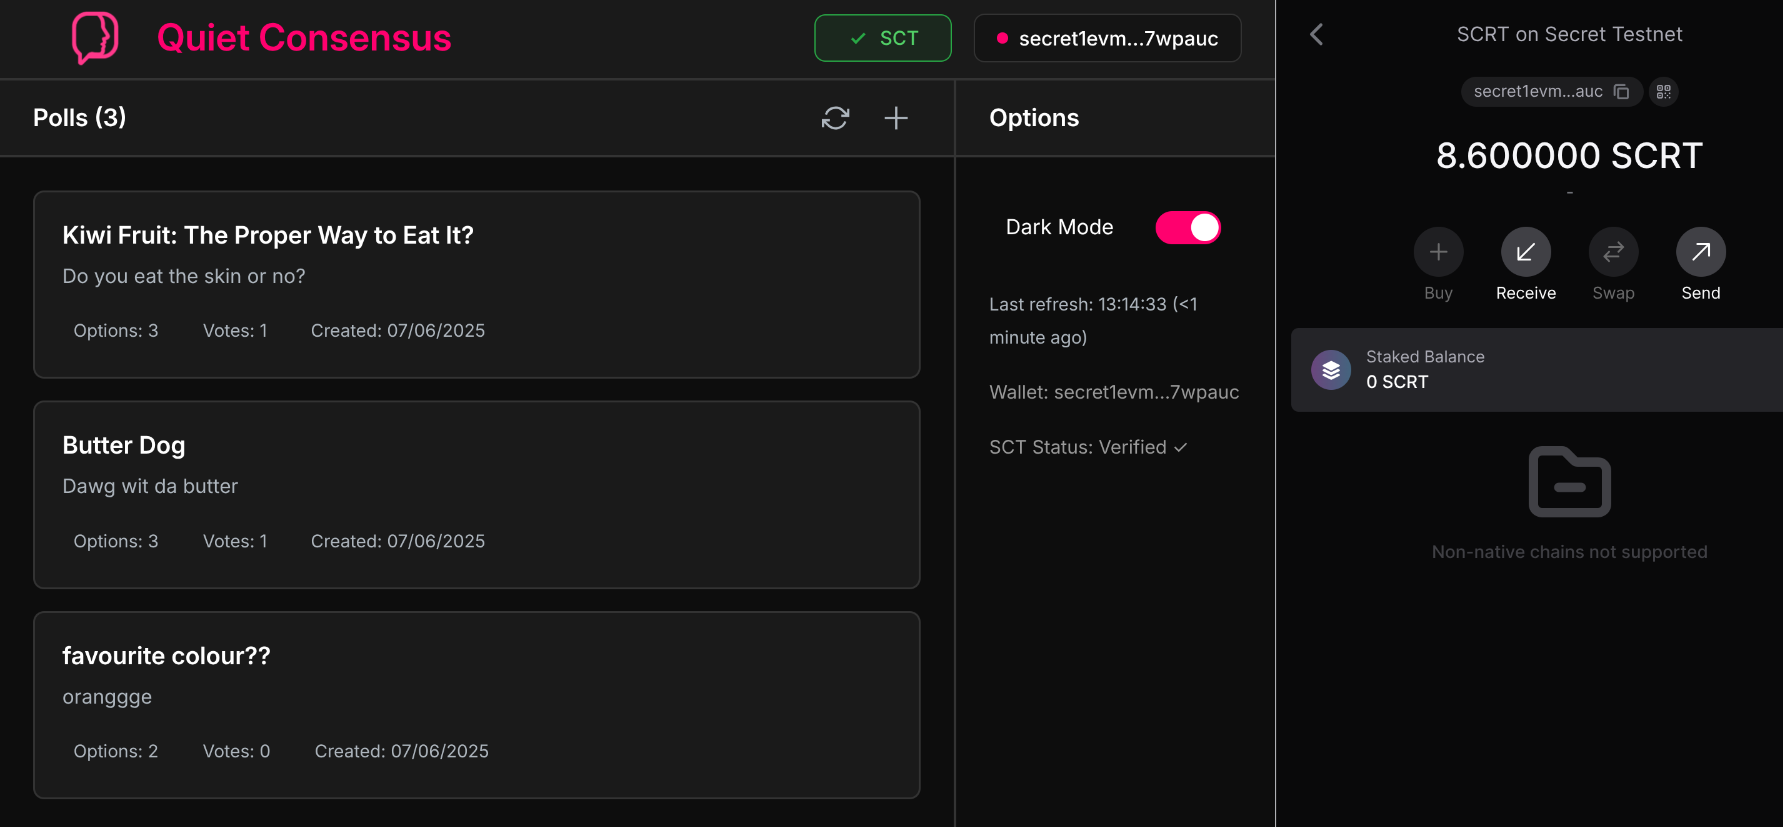 Quiet Consensus
✓ SCT
secret1evm...7wpauc
Polls (3)
Kiwi Fruit: The Proper Way to Eat It?
Do you eat the skin or no?
Options: 3 Votes: 1 Created: 07/06/2025
Butter Dog
Dawg wit da butter
Options: 3 Votes: 1 Created: 07/06/2025
favourite colour??
oranggge
Options: 2 Votes: 0 Created: 07/06/2025
Options
Dark Mode
Last refresh: 13:14:33 (<1
minute ago)
Wallet: secret1evm...7wpauc
SCT Status: Verified ✓
SCRT on Secret Testnet
secret1evm...auc
8.600000 SCRT
-
Buy Receive Swap Send
Staked Balance
0 SCRT
Non-native chains not supported